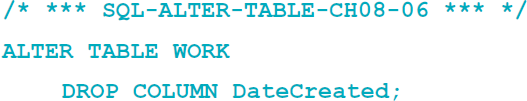 /* *** SQL-ALTER-TABLE-CH08-06 *** */
ALTER TABLE WORK
DROP COLUMN DateCreated;